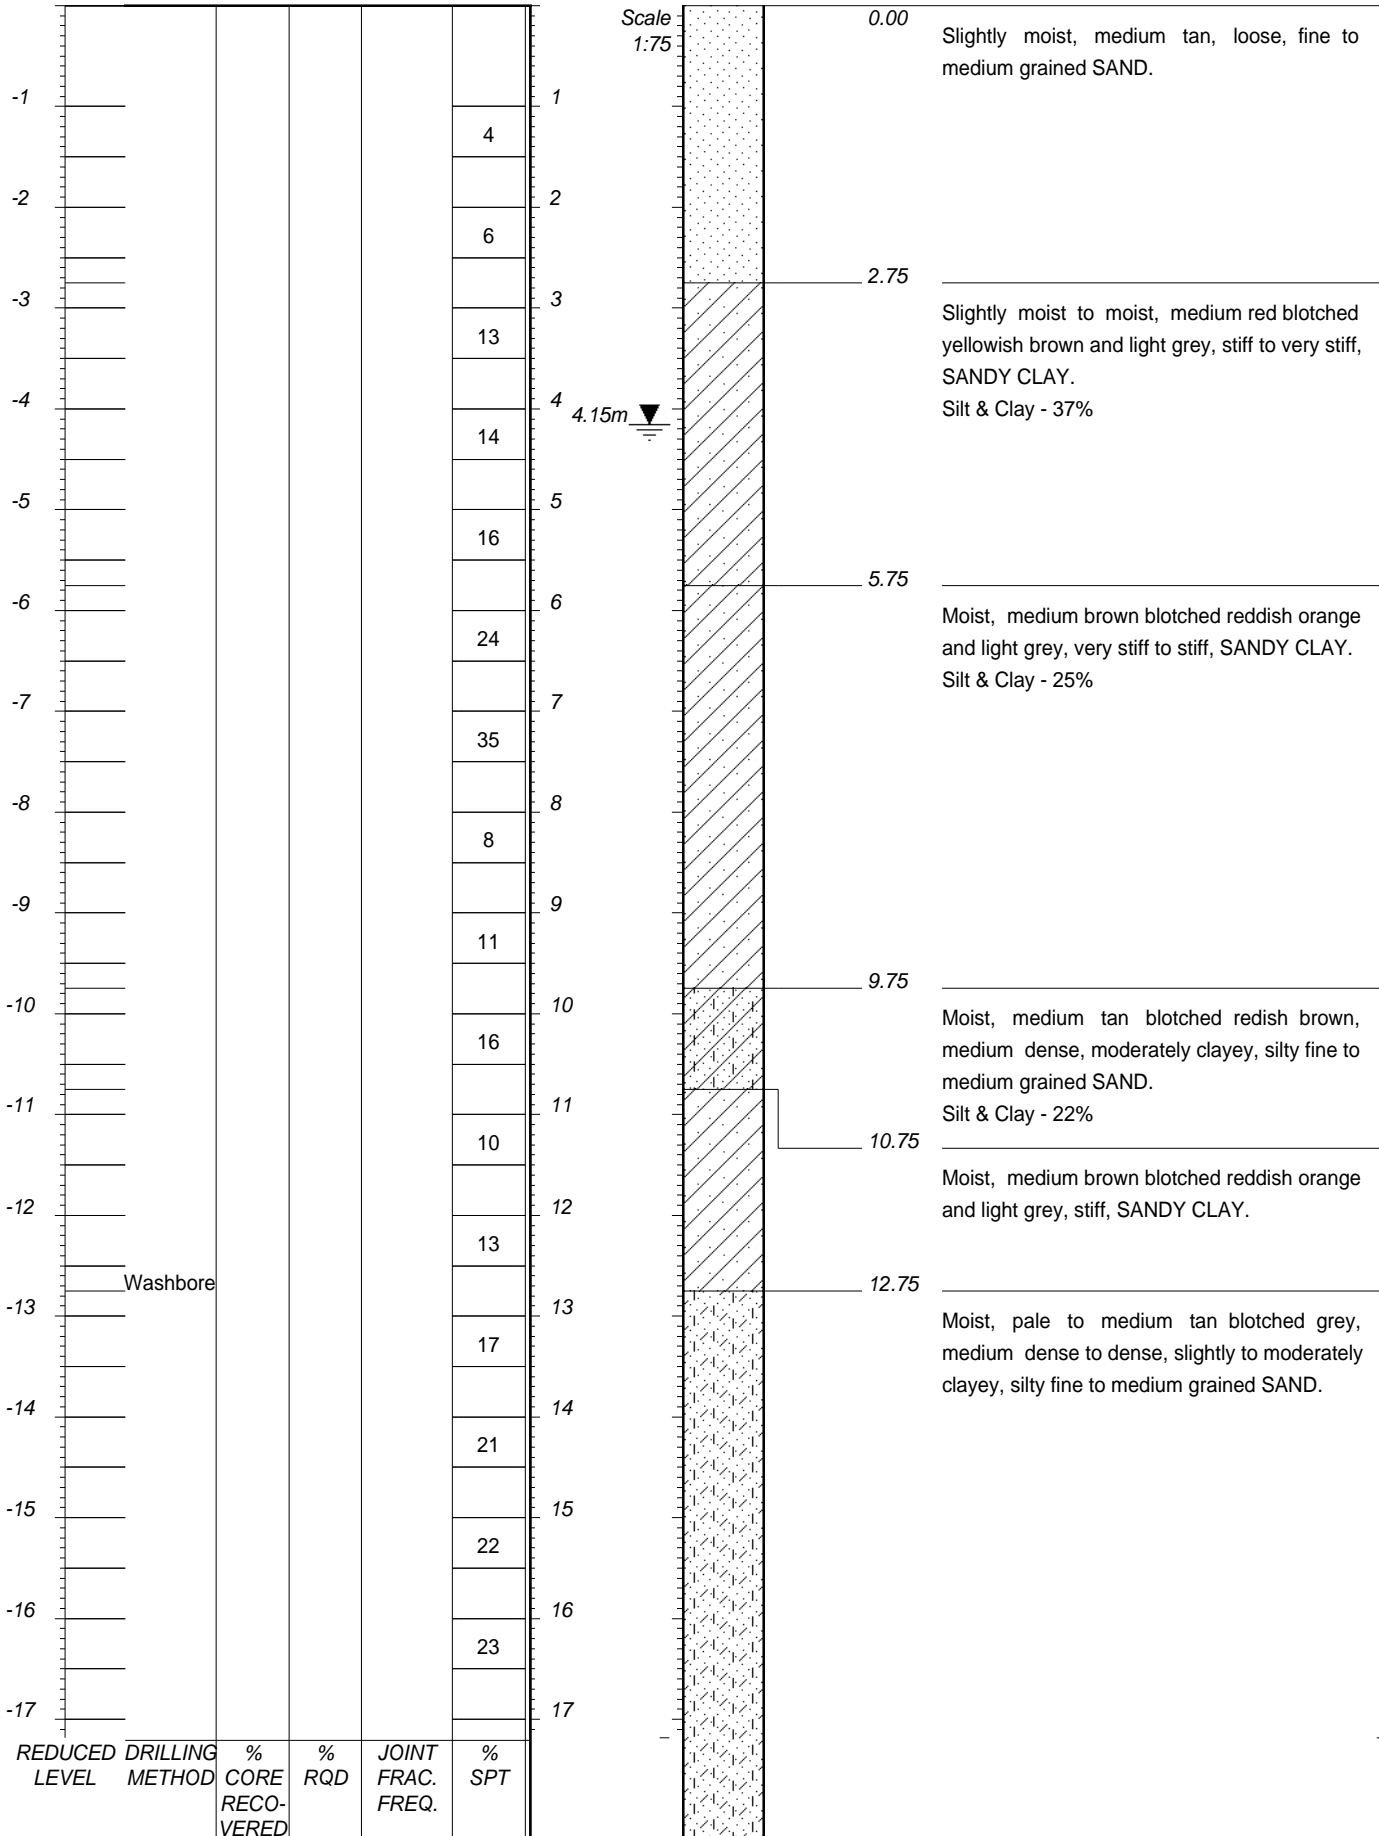 Scale
1:75
0.00
Slightly moist, medium tan, loose, fine to
medium grained SAND.
-1
1
4
-2
2
6
2.75
-3
3
Slightly moist to moist, medium red blotched
yellowish brown and light grey, stiff to very stiff,
SANDY CLAY.
Silt & Clay - 37%
13
-4
4
4.15m
14
-5
5
16
5.75
-6
6
Moist, medium brown blotched reddish orange
and light grey, very stiff to stiff, SANDY CLAY.
Silt & Clay - 25%
24
-7
7
35
-8
8
8
-9
9
11
9.75
-10
10
Moist, medium tan blotched redish brown,
medium dense, moderately clayey, silty fine to
medium grained SAND.
Silt & Clay - 22%
16
-11
11
10
10.75
Moist, medium brown blotched reddish orange
and light grey, stiff, SANDY CLAY.
-12
12
13
Washbore
12.75
-13
13
Moist, pale to medium tan blotched grey,
medium dense to dense, slightly to moderately
clayey, silty fine to medium grained SAND.
17
-14
14
21
-15
15
22
-16
16
23
-17
17
REDUCED LEVEL
DRILLING METHOD
% CORE RECO-VERED
% RQD
JOINT FRAC. FREQ.
% SPT